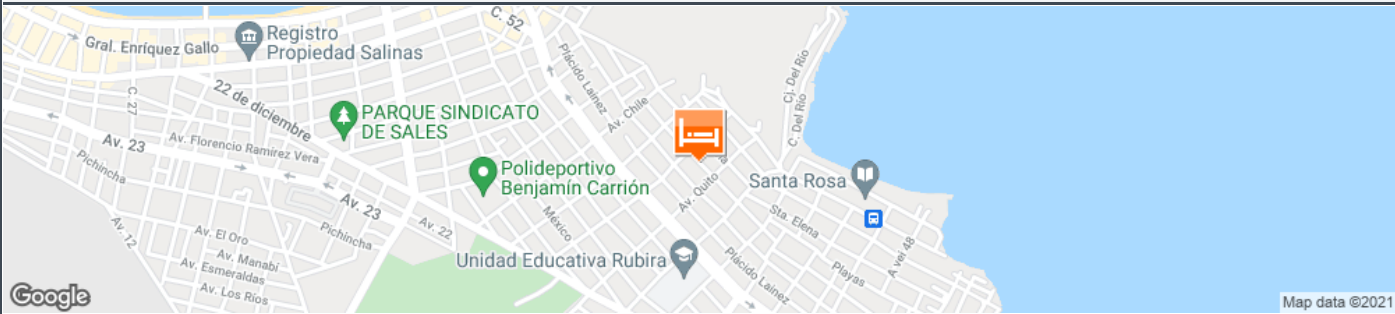 C. 52
Gral. Enríquez Gallo
Registro
Propiedad Salinas
Plácido Lainez
Cj. Del Río
C. 27
22 de diciembre
PARQUE SINDICATO
DE SALES
Av. Chile
C. Del Río
Av. 23
Av. Florencio Ramírez Vera
Pichincha
Polideportivo
Benjamín Carrión
Av. Quito
Santa Rosa
Av. 23
Av. 12
Pichincha
Av. 22
México
Sta. Elena
Av. El Oro
Av. Manabí
Av. Esmeraldas
Av. Los Ríos
Unidad Educativa Rubira
Plácido Lainez
Playas
A vei 48
Google
Map data ©2021